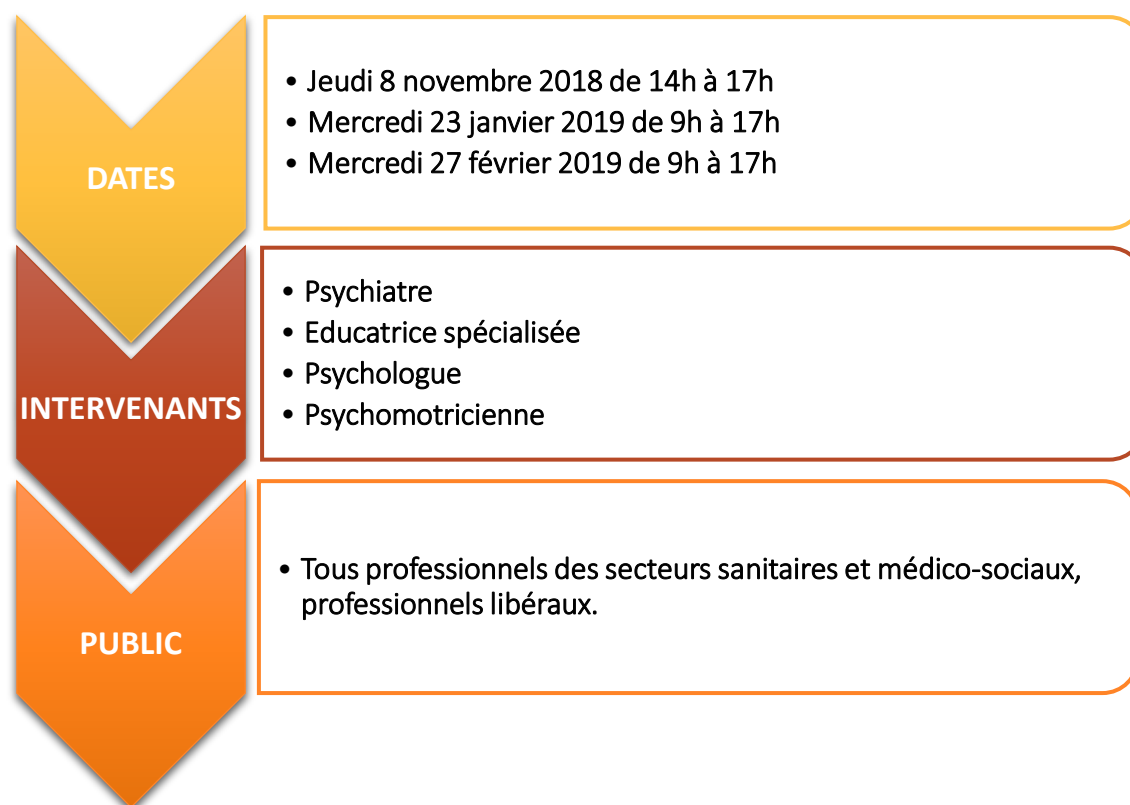 DATES
• Jeudi 8 novembre 2018 de 14h à 17h
• Mercredi 23 janvier 2019 de 9h à 17h
• Mercredi 27 février 2019 de 9h à 17h
INTERVENANTS
• Psychiatre
• Educatrice spécialisée
• Psychologue
• Psychomotricienne
PUBLIC
• Tous professionnels des secteurs sanitaires et médico-sociaux,
professionnels libéraux.